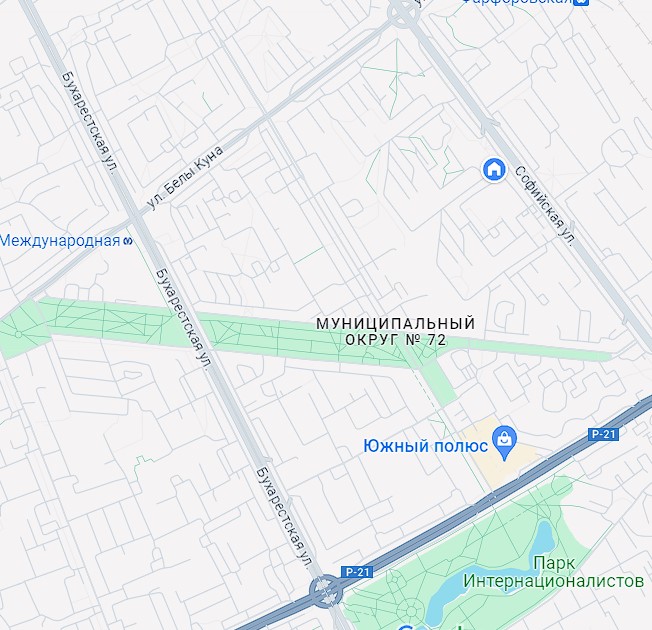 Фарфоровская
Бухарестская ул.
ул. Белы Куна
Софийская ул.
Международная
Бухарестская ул.
МУНИЦИПАЛЬНЫЙ
ОКРУГ № 72
Р-21
Южный полюс
Бухарестская ул.
Р-21
Парк
Интернационалистов